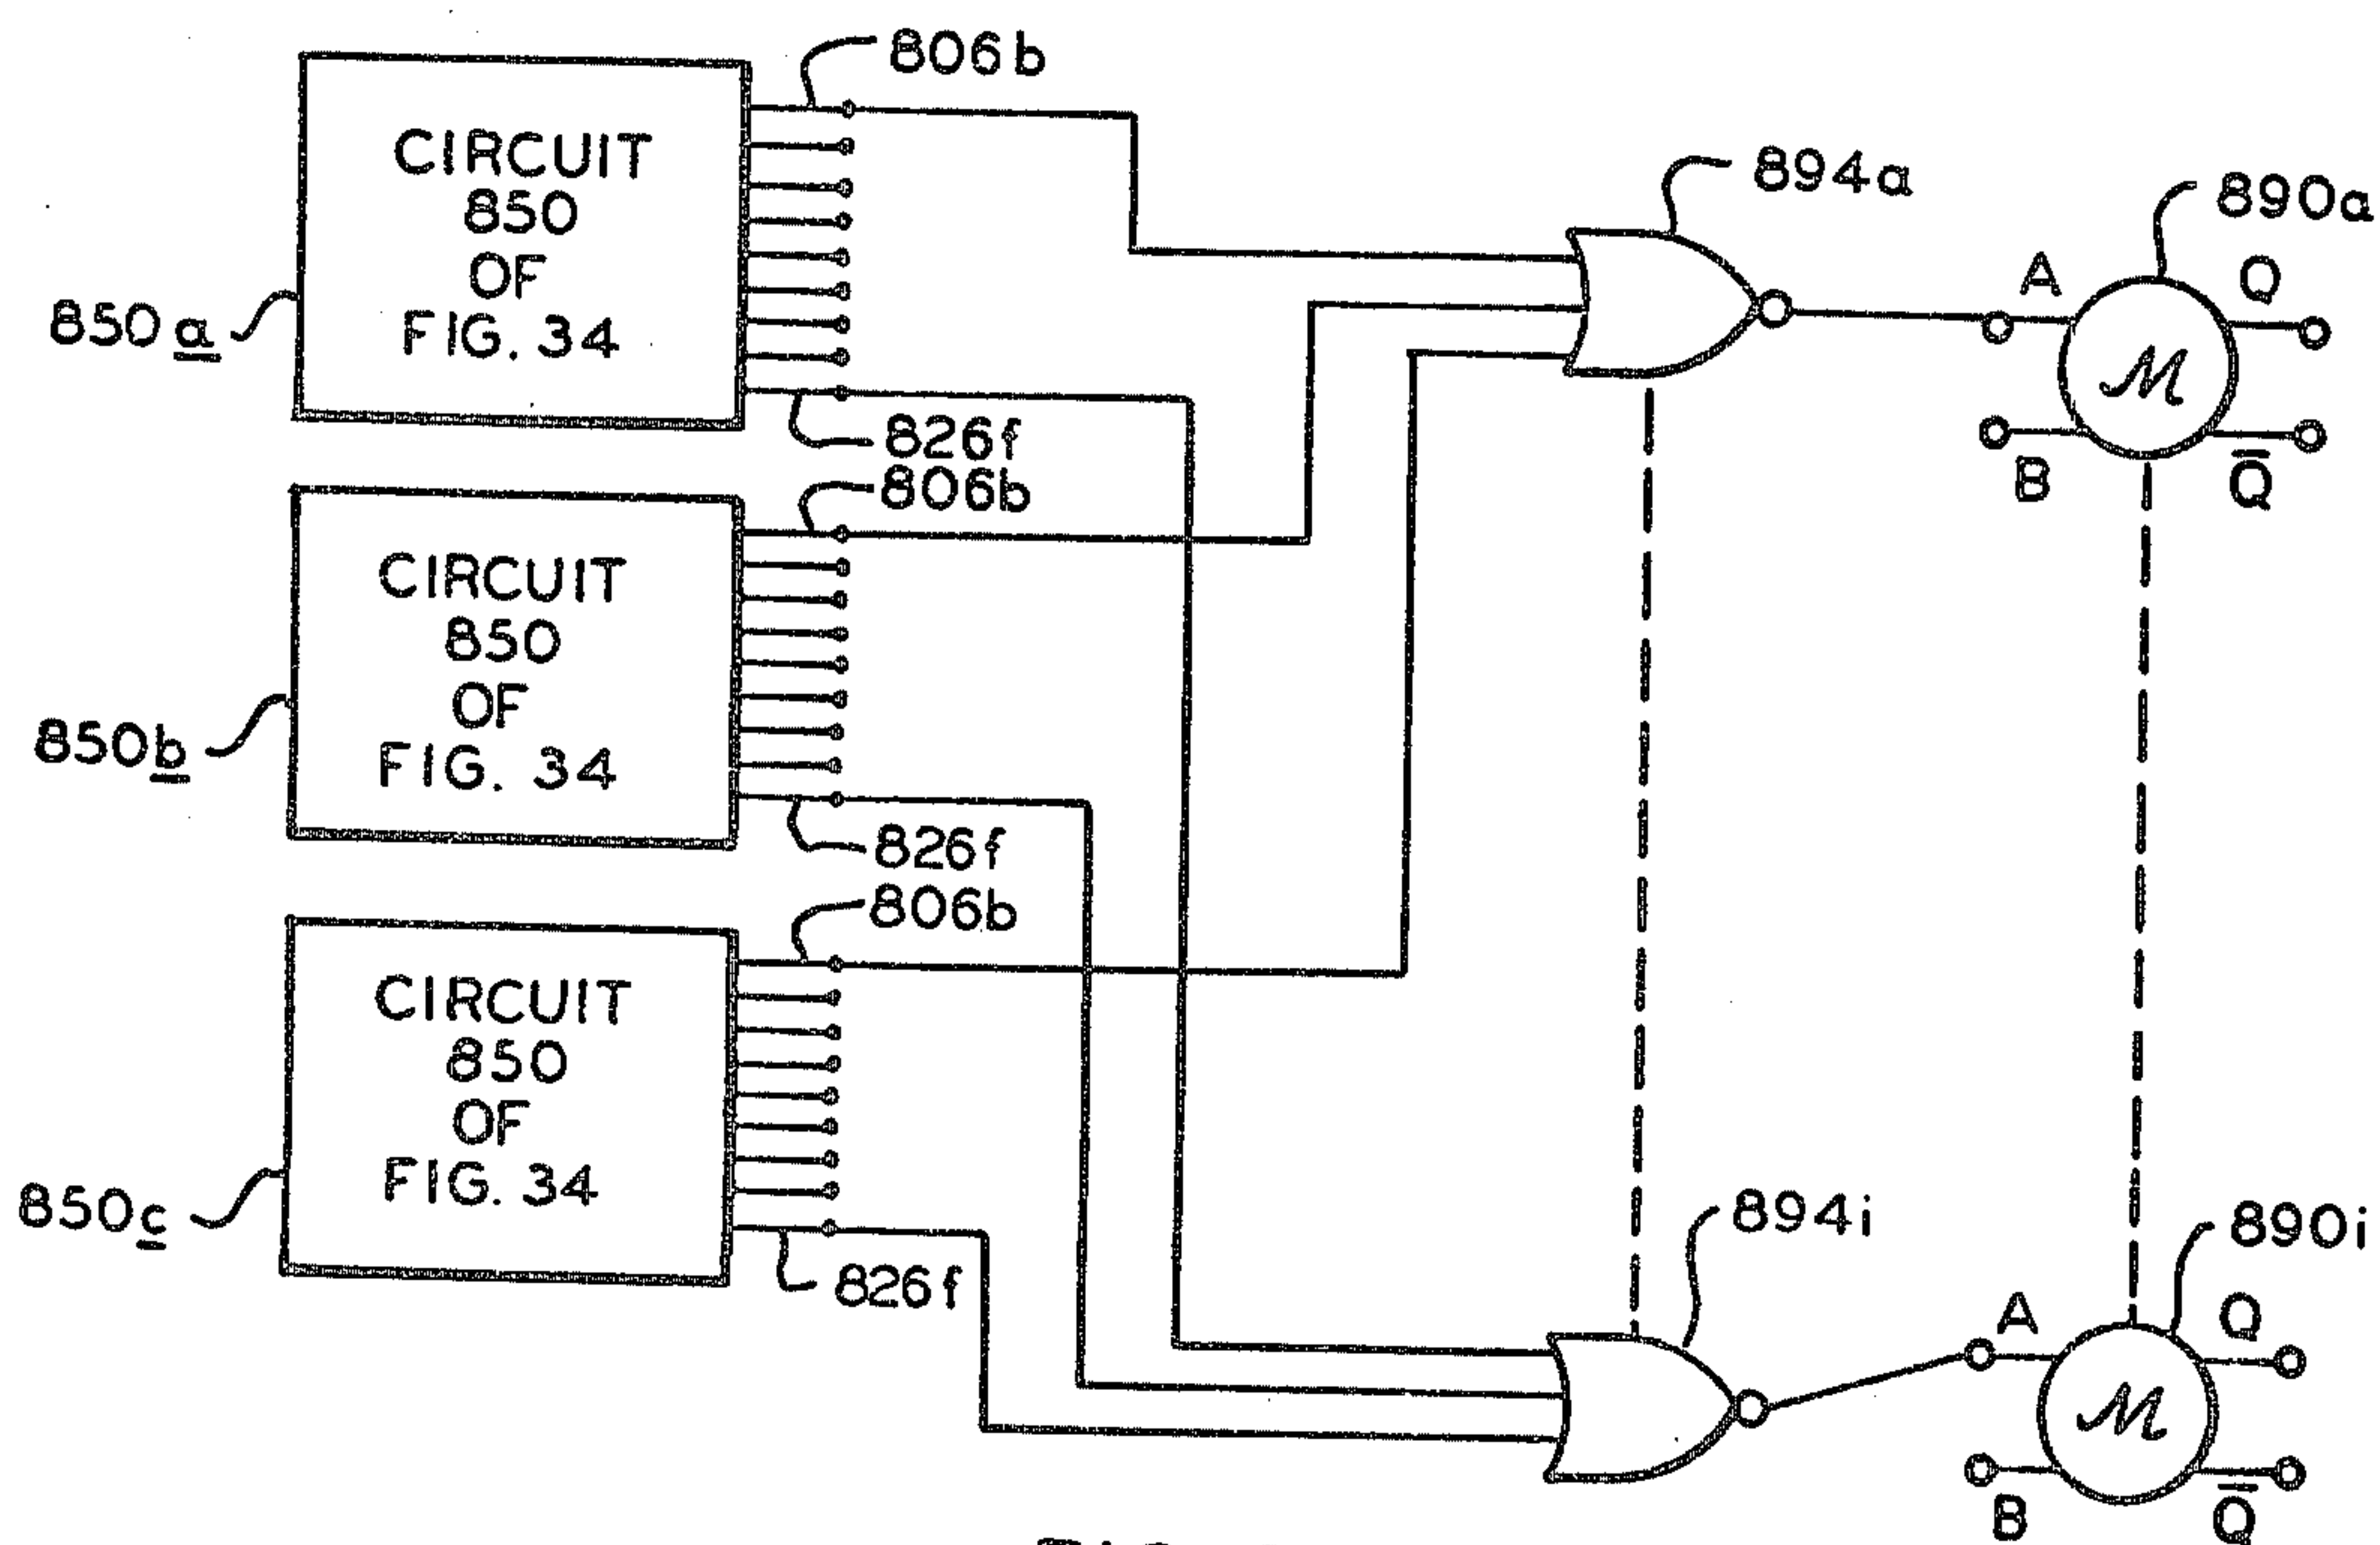 806b
CIRCUIT
850
OF
FIG. 34
850a
826f
806b
CIRCUIT
850
OF
FIG. 34
850b
826f
806b
CIRCUIT
850
OF
FIG. 34
850c
826f
894a
890a
A
Q
M
B
Q̅
894i
890i
A
Q
M
B
Q̅